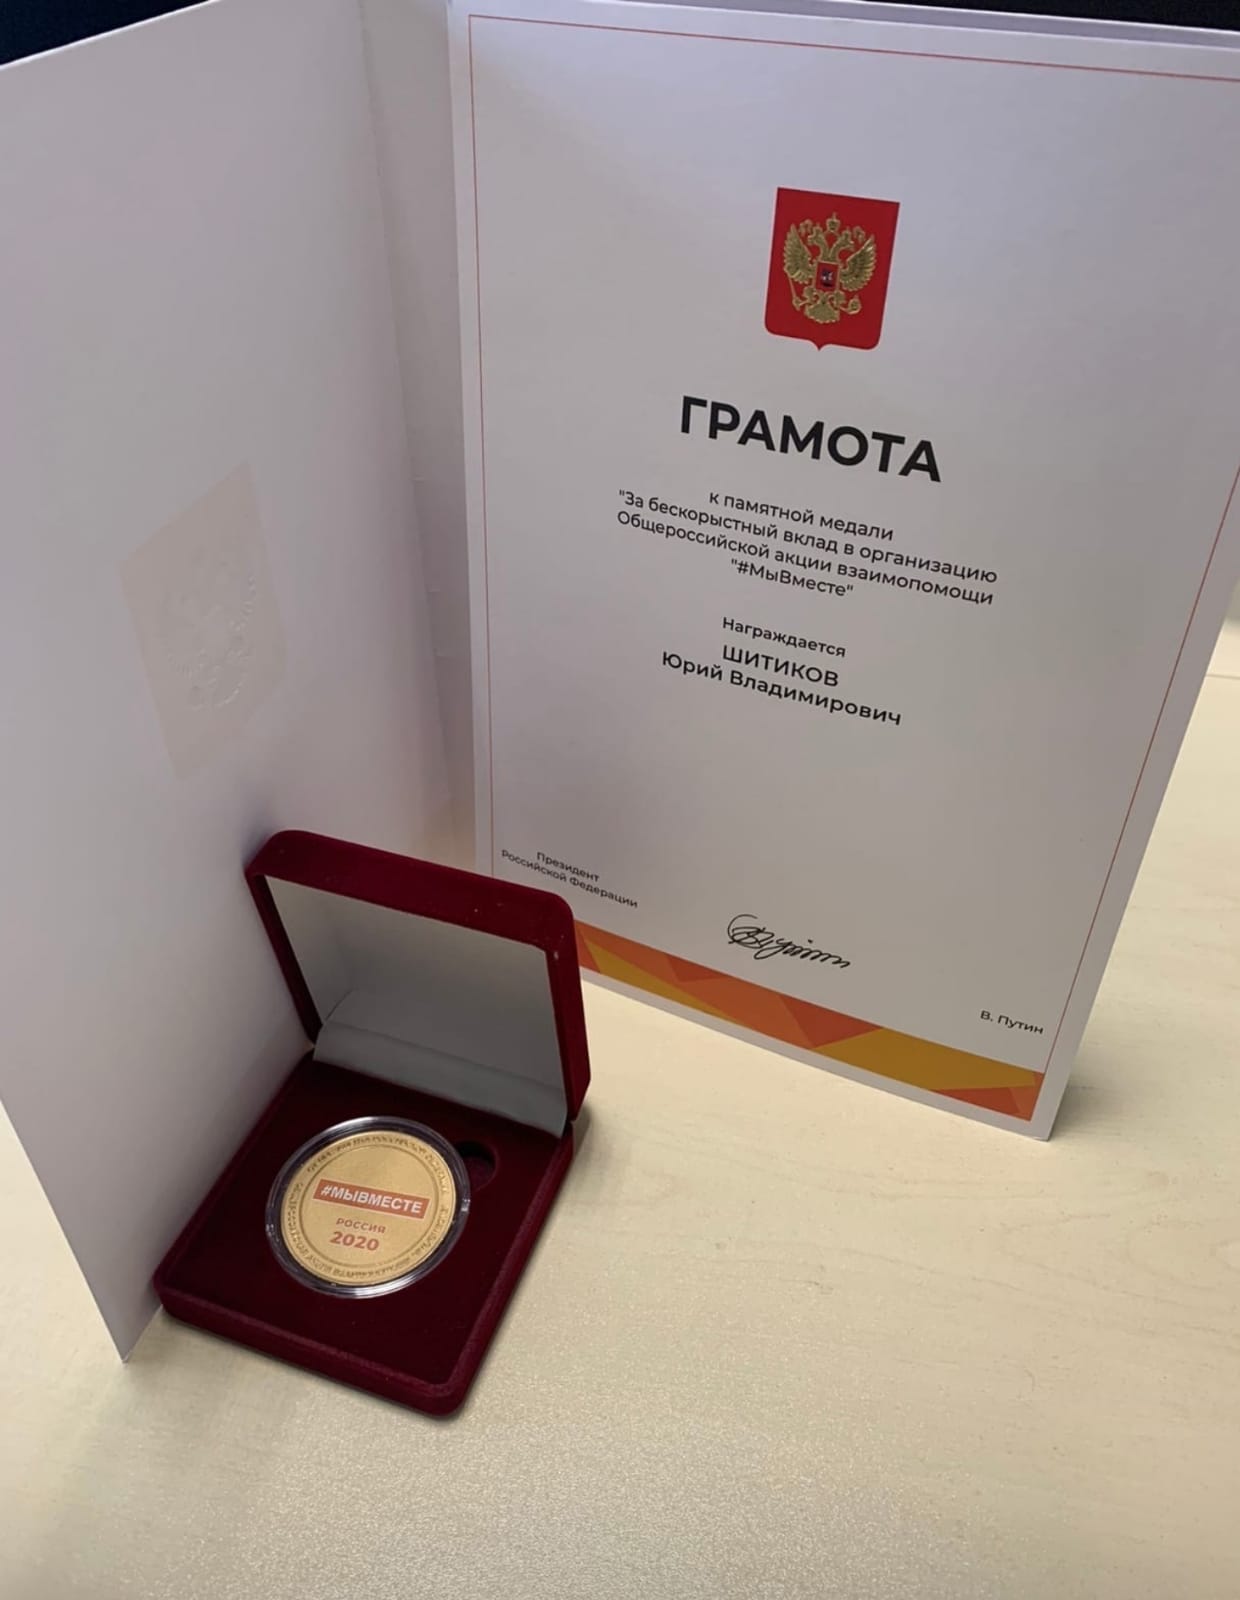 ГРАМОТА
к памятной медали
"За бескорыстный вклад в организацию
Общероссийской акции взаимопомощи
"#МыВместе"
Награждается
ШИТИКОВ
Юрий Владимирович
Президент
Российской Федерации
В. Путин
#МЫВМЕСТЕ
РОССИЯ
2020